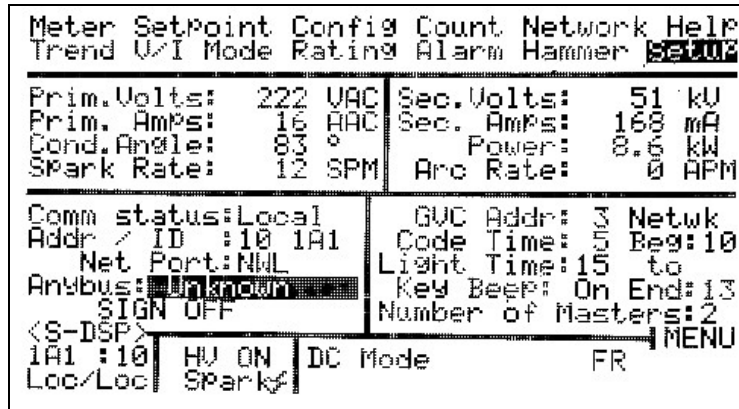 Meter Setpoint Config Count Network Help
Trend V/I Mode Rating Alarm Hammer Setup
Prim.Volts: 222 VAC
Prim. Amps: 16 AAC
Cond.Angle: 83 °
Spark Rate: 12 SPM
Sec.Volts: 51 kV
Sec. Amps: 168 mA
Power: 8.6 kW
Arc Rate: 0 APM
Comm status:Local
Addr / ID :10 1A1
Net Port:NWL
Anybus: Unknown
SIGN OFF
GVC Addr: 3 Netwk
Code Time: 5 Beg:10
Light Time:15 to
Key Beep: On End:13
Number of Masters:2
<S-DSP>
1A1 :10
Loc/Loc
HV ON
Spark
DC Mode
FR
MENU